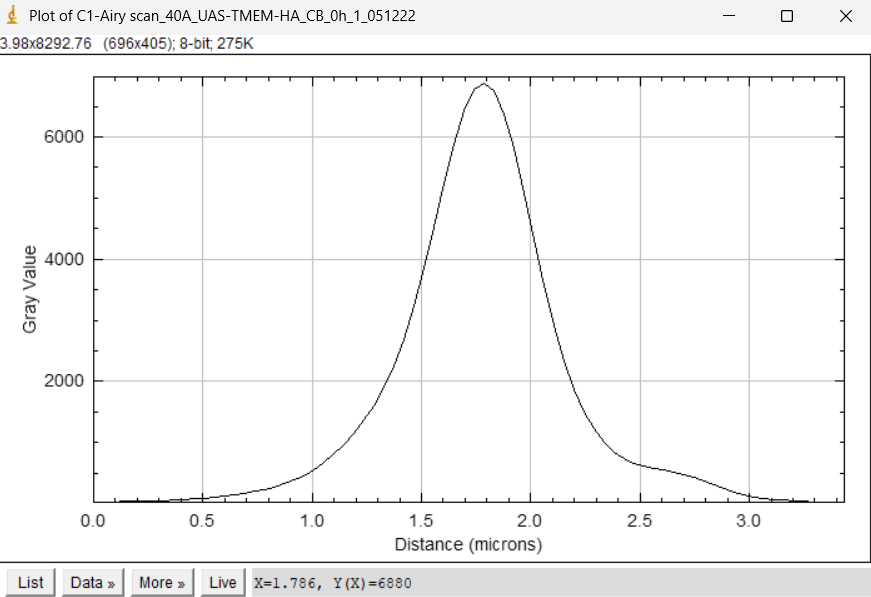 Plot of C1-Airy scan_40A_UAS-TMEM-HA_CB_0h_1_051222
3.98x8292.76 (696x405); 8-bit; 275K
6000
4000
2000
Gray Value
0.0 0.5 1.0 1.5 2.0 2.5 3.0
Distance (microns)
List Data » More » Live X=1.786, Y(X)=6880